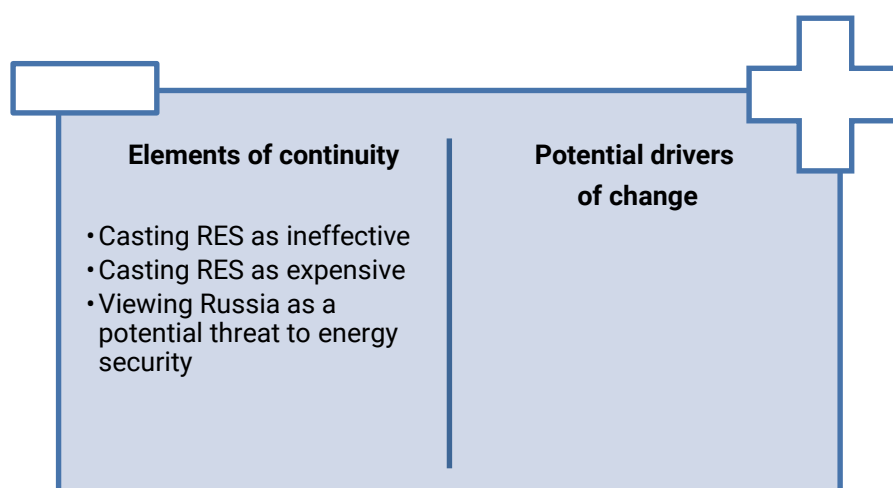 Elements of continuity
• Casting RES as ineffective
• Casting RES as expensive
• Viewing Russia as a
potential threat to energy
security
Potential drivers
of change